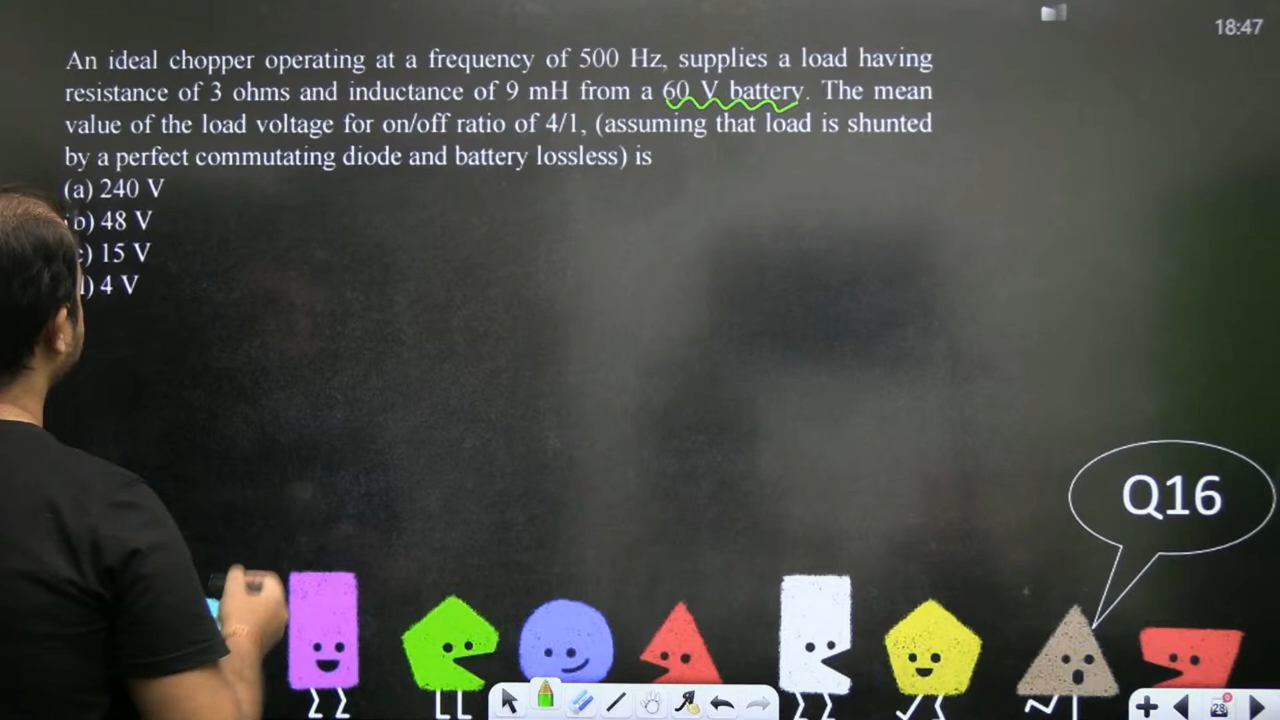 18:47
An ideal chopper operating at a frequency of 500 Hz, supplies a load having
resistance of 3 ohms and inductance of 9 mH from a 60 V battery. The mean
value of the load voltage for on/off ratio of 4/1, (assuming that load is shunted
by a perfect commutating diode and battery lossless) is
(a) 240 V
b) 48 V
) 15 V
) 4 V
Q16
28